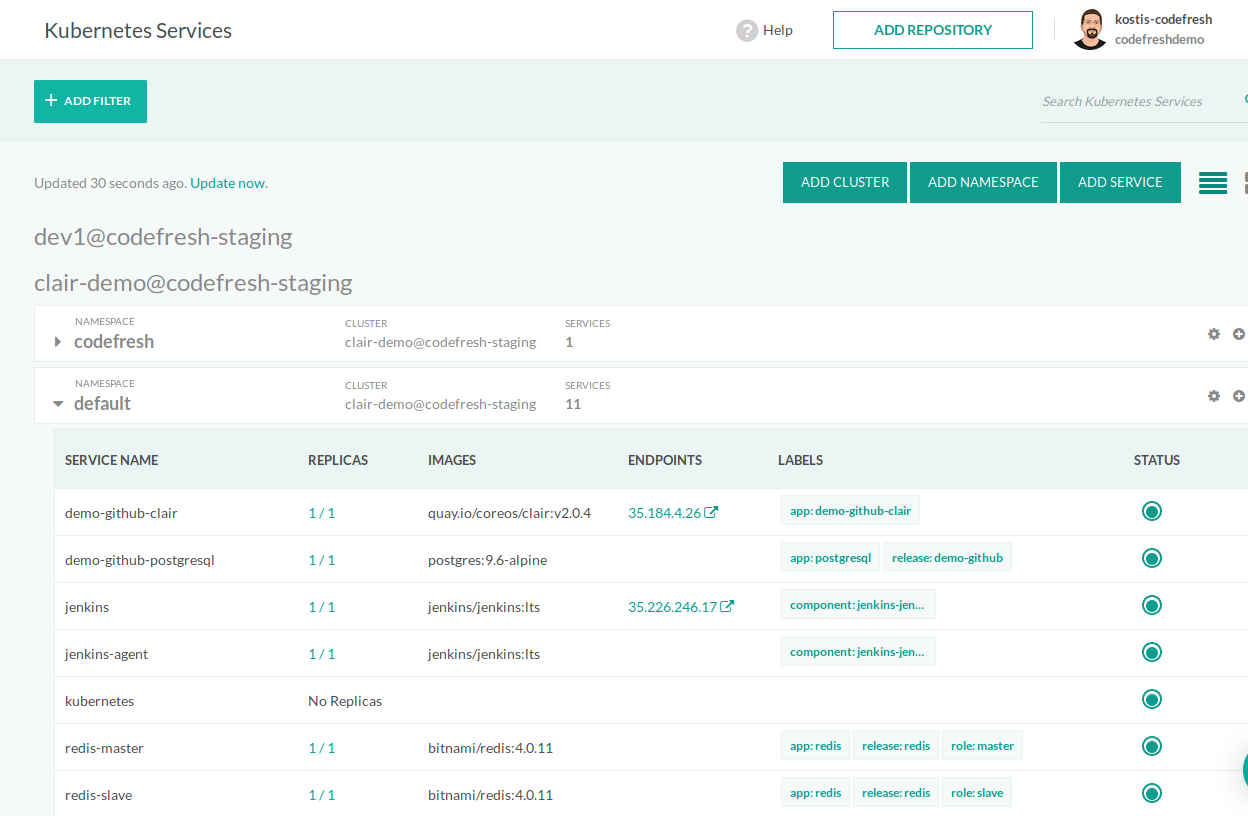 Kubernetes Services
? Help
ADD REPOSITORY
kostis-codefresh
codefreshdemo
+ ADD FILTER
Search Kubernetes Services
Updated 30 seconds ago. Update now.
ADD CLUSTER ADD NAMESPACE ADD SERVICE
dev1@codefresh-staging
clair-demo@codefresh-staging
NAMESPACE CLUSTER SERVICES
codefresh clair-demo@codefresh-staging 1
NAMESPACE CLUSTER SERVICES
default clair-demo@codefresh-staging 11
SERVICE NAME REPLICAS IMAGES ENDPOINTS LABELS STATUS
demo-github-clair 1 / 1 quay.io/coreos/clair:v2.0.4 35.184.4.26 app: demo-github-clair
demo-github-postgresql 1 / 1 postgres:9.6-alpine app: postgresql release: demo-github
jenkins 1 / 1 jenkins/jenkins:lts 35.226.246.17 component: jenkins-jen...
jenkins-agent 1 / 1 jenkins/jenkins:lts component: jenkins-jen...
kubernetes No Replicas
redis-master 1 / 1 bitnami/redis:4.0.11 app: redis release: redis role: master
redis-slave 1 / 1 bitnami/redis:4.0.11 app: redis release: redis role: slave